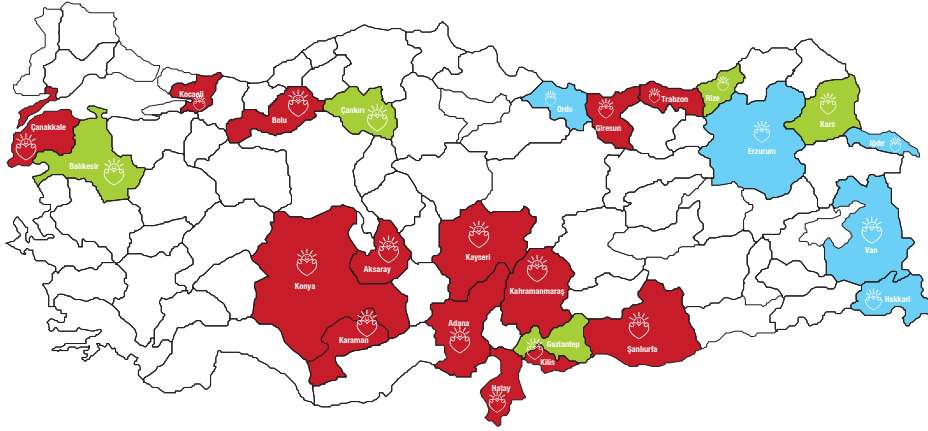 Kocaeli
Bolu
Çankırı
Ordu
Giresun
Trabzon
Rize
Kars
Erzurum
Iğdır
Çanakkale
Balıkesir
Van
Hakkari
Konya
Aksaray
Kayseri
Kahramanmaraş
Karaman
Adana
Gaziantep
Kilis
Şanlıurfa
Hatay